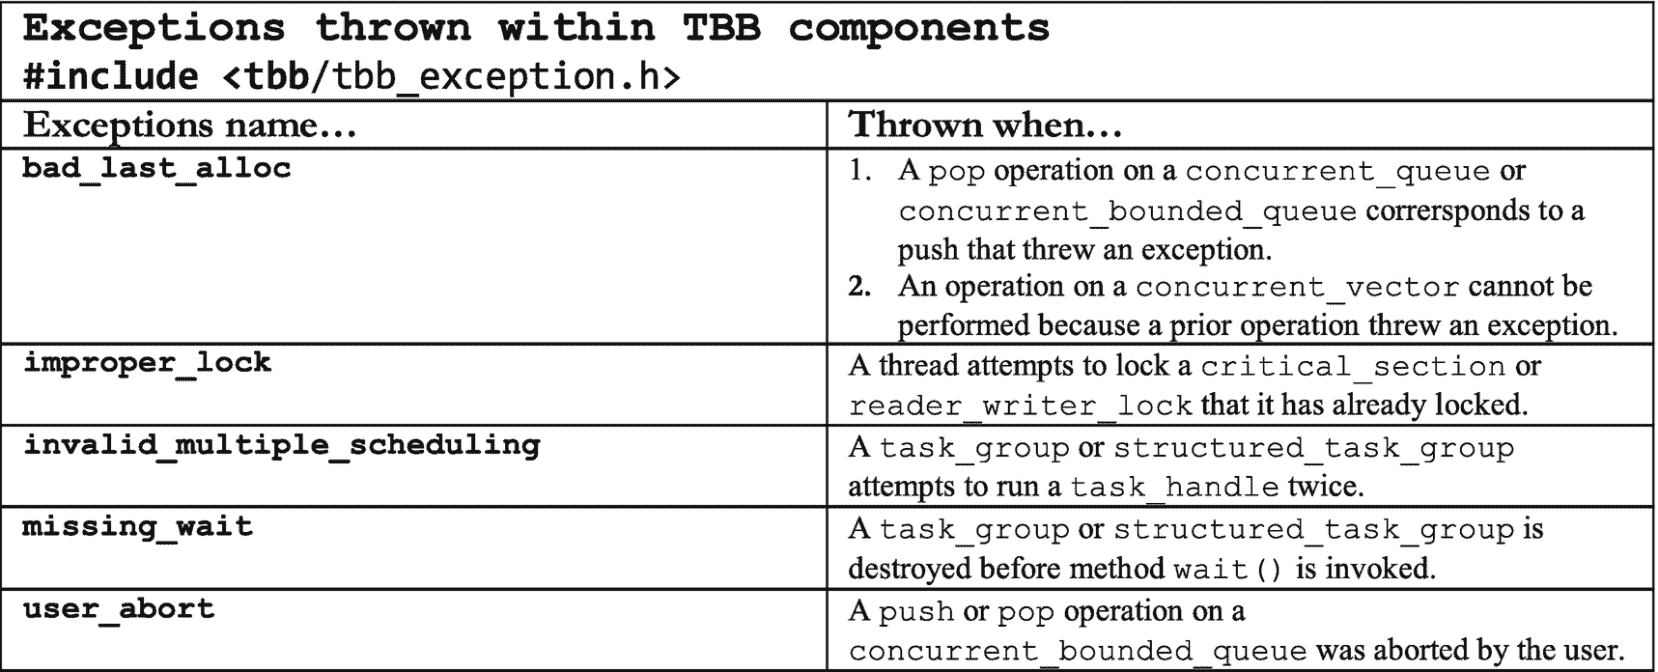 Exceptions thrown within TBB components
#include <tbb/tbb_exception.h>
Exceptions name…
Thrown when…
bad_last_alloc
1. A pop operation on a concurrent_queue or
concurrent_bounded_queue corrersponds to a
push that threw an exception.
2. An operation on a concurrent_vector cannot be
performed because a prior operation threw an exception.
improper_lock
A thread attempts to lock a critical_section or
reader_writer_lock that it has already locked.
invalid_multiple_scheduling
A task_group or structured_task_group
attempts to run a task_handle twice.
missing_wait
A task_group or structured_task_group is
destroyed before method wait() is invoked.
user_abort
A push or pop operation on a
concurrent_bounded_queue was aborted by the user.